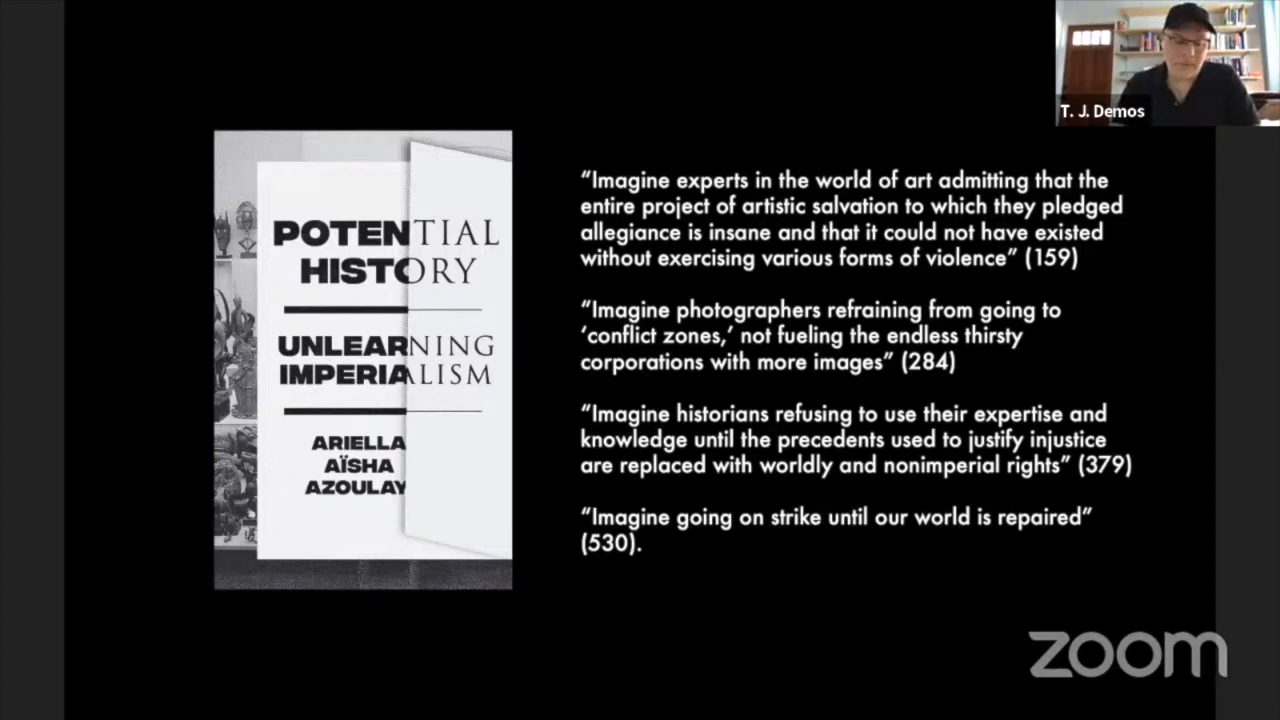 T. J. Demos
POTENTIAL
HISTORY
UNLEARNING
IMPERIALISM
ARIELLA
AÏSHA
AZOULAY
“Imagine experts in the world of art admitting that the
entire project of artistic salvation to which they pledged
allegiance is insane and that it could not have existed
without exercising various forms of violence” (159)
“Imagine photographers refraining from going to
‘conflict zones,’ not fueling the endless thirsty
corporations with more images” (284)
“Imagine historians refusing to use their expertise and
knowledge until the precedents used to justify injustice
are replaced with worldly and nonimperial rights” (379)
“Imagine going on strike until our world is repaired”
(530).
zoom